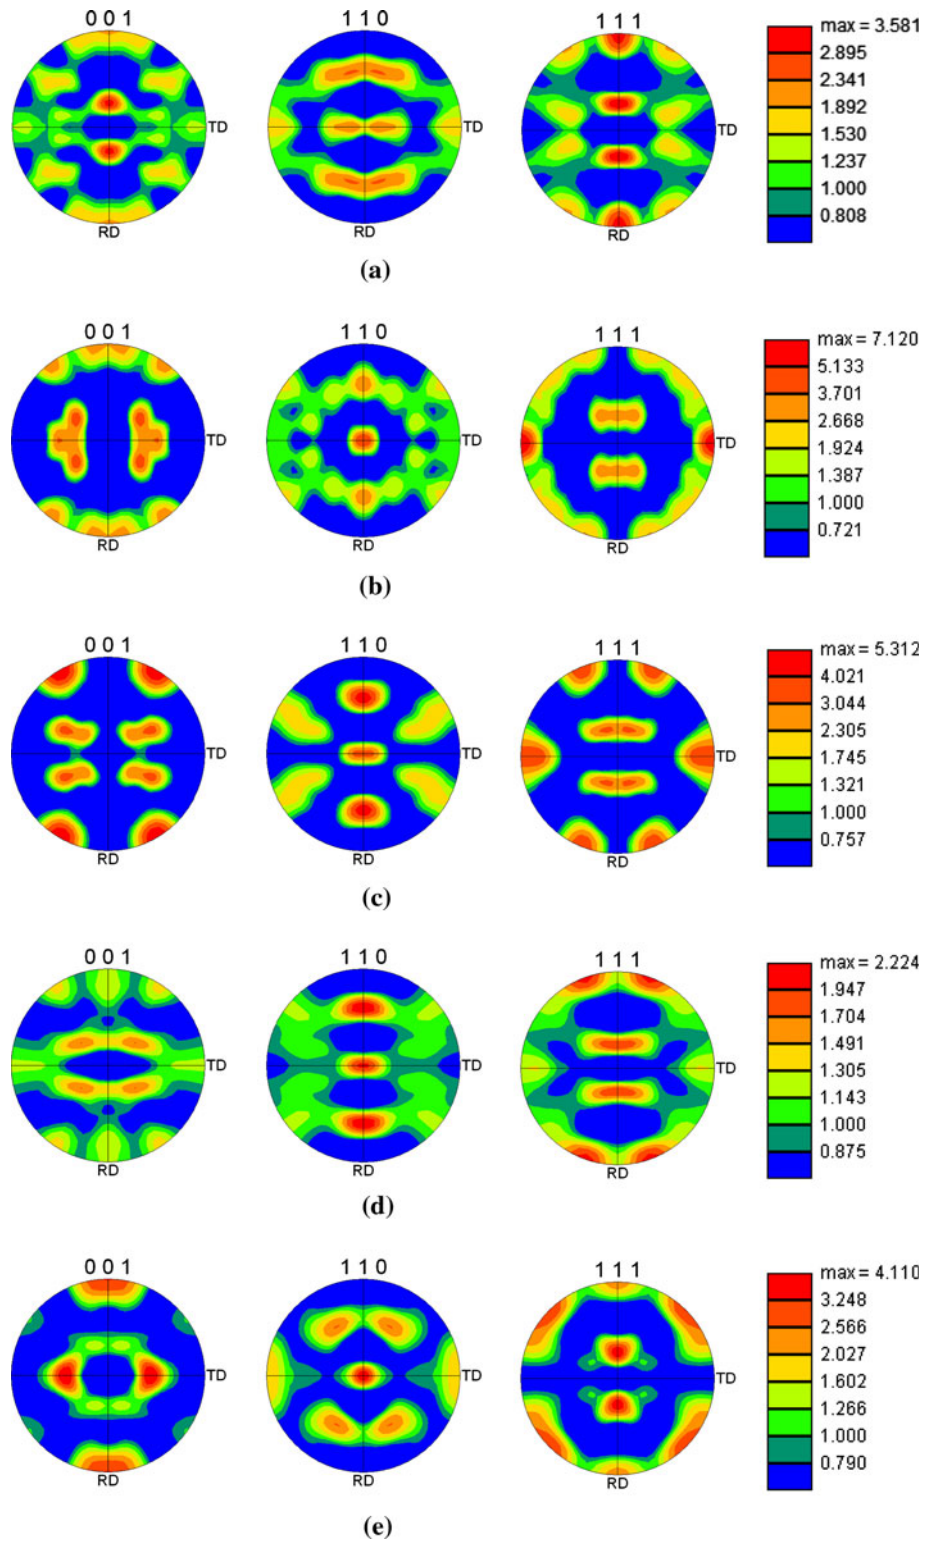 0 0 1 1 1 0 1 1 1
max = 3.581
2.895
2.341
1.892
1.530
1.237
1.000
0.808
TD TD TD
RD RD RD
(a)
0 0 1 1 1 0 1 1 1
max = 7.120
5.133
3.701
2.668
1.924
1.387
1.000
0.721
TD TD TD
RD RD RD
(b)
0 0 1 1 1 0 1 1 1
max = 5.312
4.021
3.044
2.305
1.745
1.321
1.000
0.757
TD TD TD
RD RD RD
(c)
0 0 1 1 1 0 1 1 1
max = 2.224
1.947
1.704
1.491
1.305
1.143
1.000
0.875
TD TD TD
RD RD RD
(d)
0 0 1 1 1 0 1 1 1
max = 4.110
3.248
2.566
2.027
1.602
1.266
1.000
0.790
TD TD TD
RD RD RD
(e)